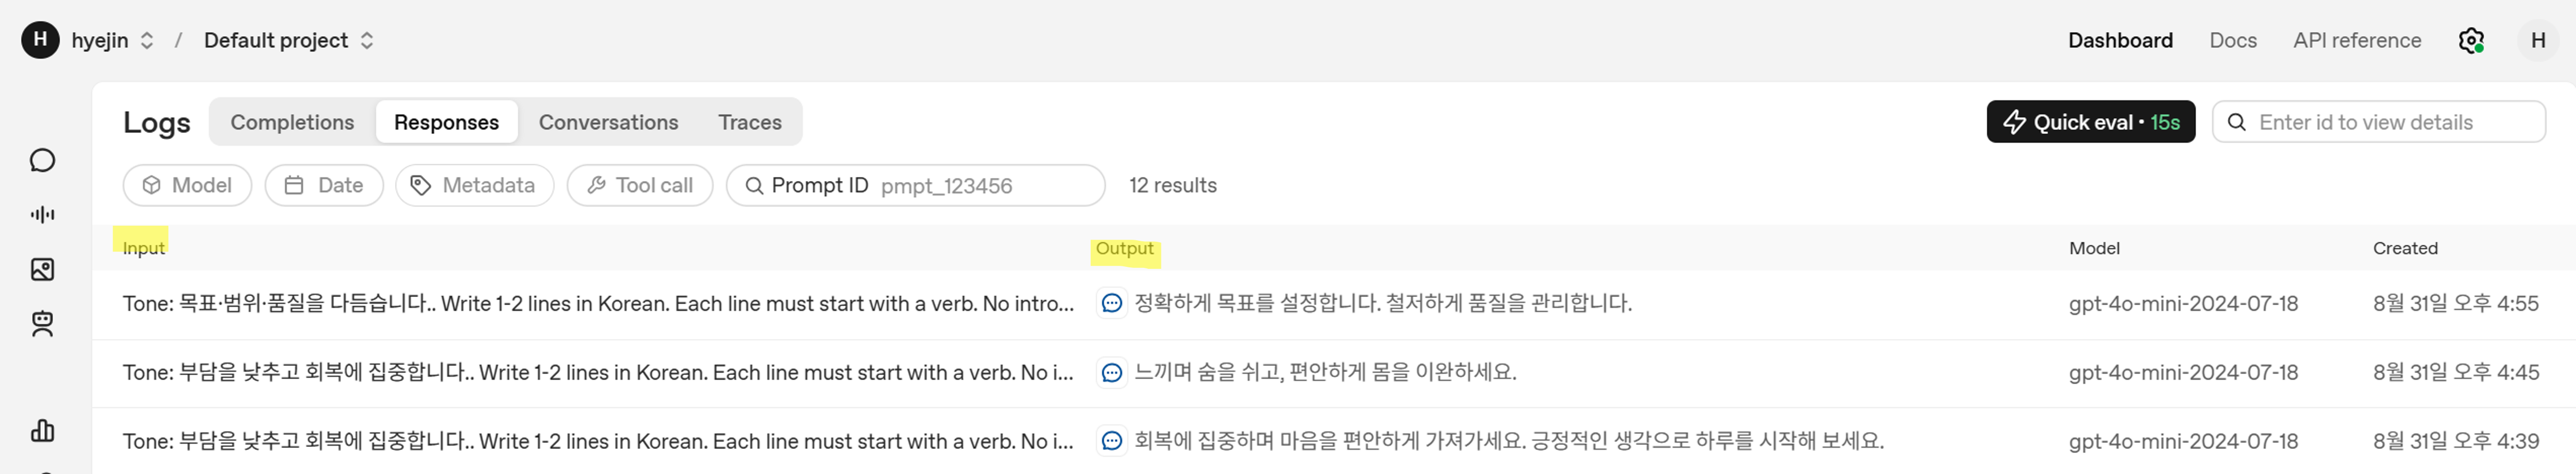 H hyejin / Default project Dashboard Docs API reference H
Logs Completions Responses Conversations Traces Quick eval • 15s Enter id to view details
Model Date Metadata Tool call Prompt ID pmpt_123456 12 results
Input Output Model Created
Tone: 목표·범위·품질을 다듬습니다.. Write 1-2 lines in Korean. Each line must start with a verb. No intro... 정확하게 목표를 설정합니다. 철저하게 품질을 관리합니다. gpt-4o-mini-2024-07-18 8월 31일 오후 4:55
Tone: 부담을 낮추고 회복에 집중합니다.. Write 1-2 lines in Korean. Each line must start with a verb. No i... 느끼며 숨을 쉬고, 편안하게 몸을 이완하세요. gpt-4o-mini-2024-07-18 8월 31일 오후 4:45
Tone: 부담을 낮추고 회복에 집중합니다.. Write 1-2 lines in Korean. Each line must start with a verb. No i... 회복에 집중하며 마음을 편안하게 가져가세요. 긍정적인 생각으로 하루를 시작해 보세요. gpt-4o-mini-2024-07-18 8월 31일 오후 4:39